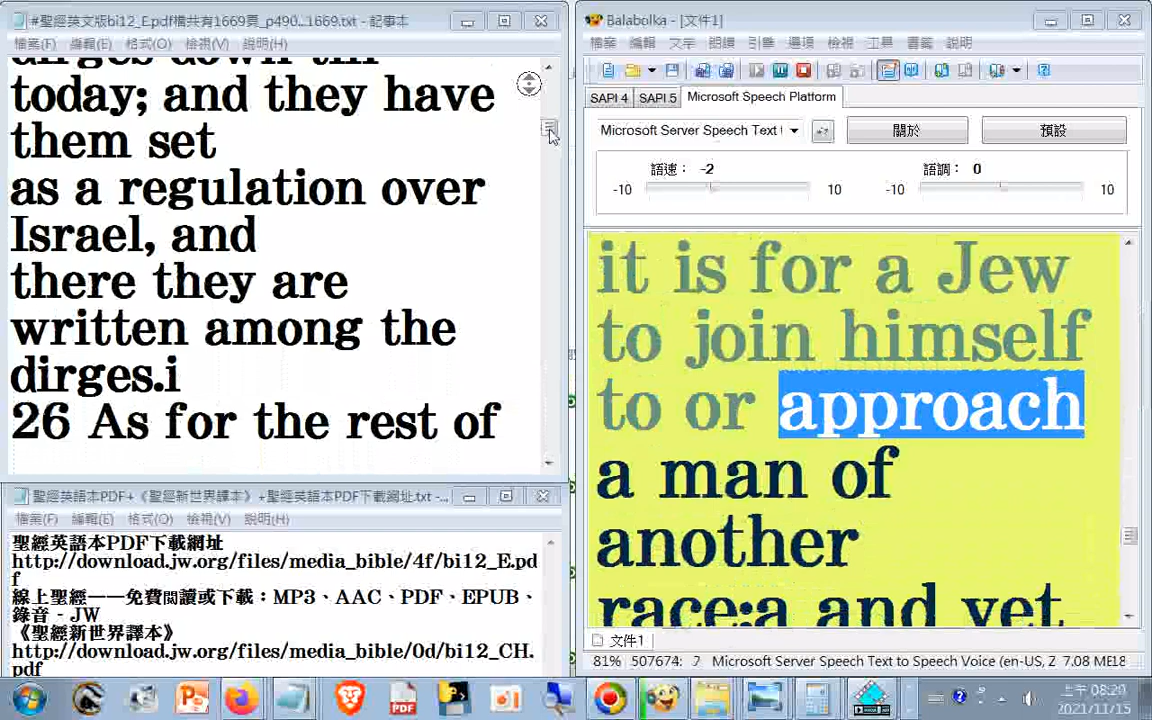 #聖經英文版bi12_E.pdf橫共有1669頁_p490...1669.txt - 記事本
檔案(F) 編輯(E) 格式(O) 檢視(V) 說明(H)
dirges down till
today; and they have
them set
as a regulation over
Israel, and
there they are
written among the
dirges.i
26 As for the rest of
聖經英語本PDF+《聖經新世界譯本》+聖經英語本PDF下載網址.txt - ...
檔案(F) 編輯(E) 格式(O) 檢視(V) 說明(H)
聖經英語本PDF下載網址
http://download.jw.org/files/media_bible/4f/bi12_E.pd
f
線上聖經——免費閱讀或下載：MP3、AAC、PDF、EPUB、
錄音 - JW
《聖經新世界譯本》
http://download.jw.org/files/media_bible/0d/bi12_CH.
pdf
Balabolka - [文件1]
檔案 編輯 文字 朗讀 引擎 選項 檢視 工具 書籤 說明
SAPI 4 SAPI 5 Microsoft Speech Platform
Microsoft Server Speech Text 關於 預設
語速： -2 語調： 0
-10 10 -10 10
it is for a Jew
to join himself
to or approach
a man of
another
race;a and yet
文件1
81% 507674: 7 Microsoft Server Speech Text to Speech Voice (en-US, Z 7.08 ME18
PDF
上午 08:20
2021/11/15